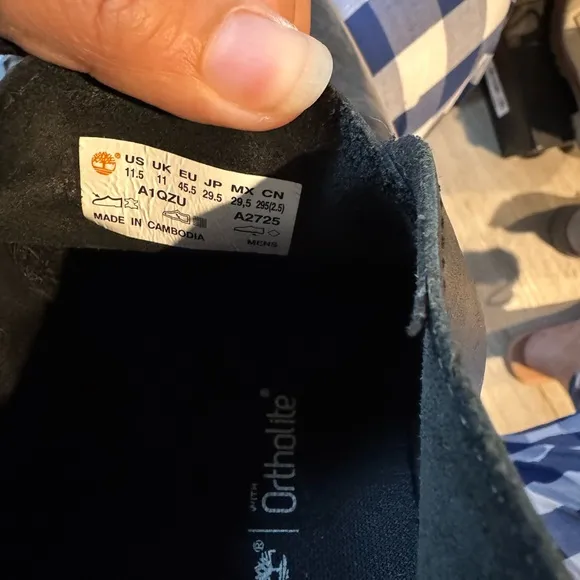 ® US UK EU JP MX CN
11.5 11 45.5 29.5 29,5 295(2.5)
A1QZU A2725
MADE IN CAMBODIA MENS
WITH
Ortholite®
®